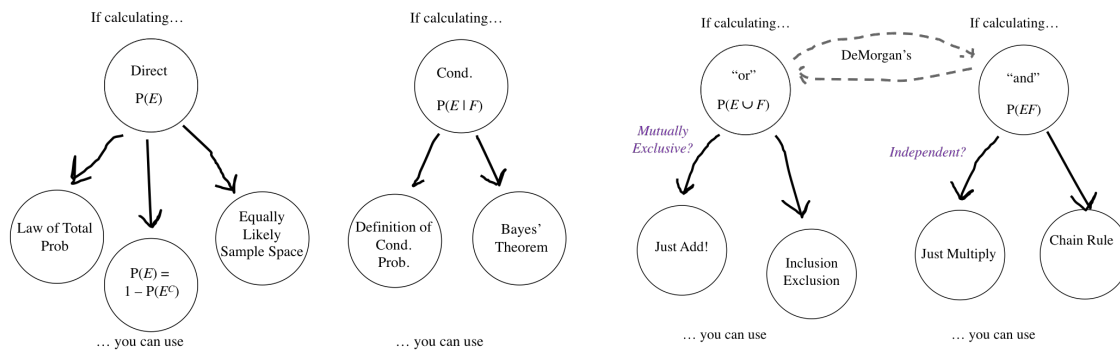 If calculating…
Direct
P(E)
Law of Total
Prob
P(E) =
1 – P(Eᶜ)
Equally
Likely
Sample Space
… you can use
If calculating…
Cond.
P(E | F)
Definition of
Cond.
Prob.
Bayes’
Theorem
… you can use
If calculating…
“or”
P(E ∪ F)
DeMorgan's
Mutually
Exclusive?
Just Add!
Inclusion
Exclusion
… you can use
If calculating…
“and”
P(EF)
Independent?
Just Multiply
Chain Rule
… you can use